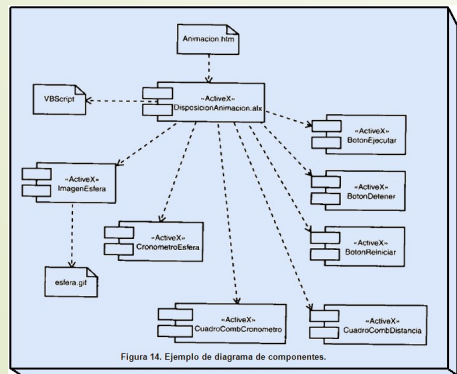 Animacion.htm
«ActiveX»
DisposicionAnimacion.alx
VBScript
«ActiveX»
BotonEjecutar
«ActiveX»
ImagenEsfera
«ActiveX»
BotonDetener
«ActiveX»
CronometroEsfera
«ActiveX»
BotonReiniciar
esfera.gif
«ActiveX»
CuadroCombCronometro
«ActiveX»
CuadroCombDistancia
Figura 14. Ejemplo de diagrama de componentes.